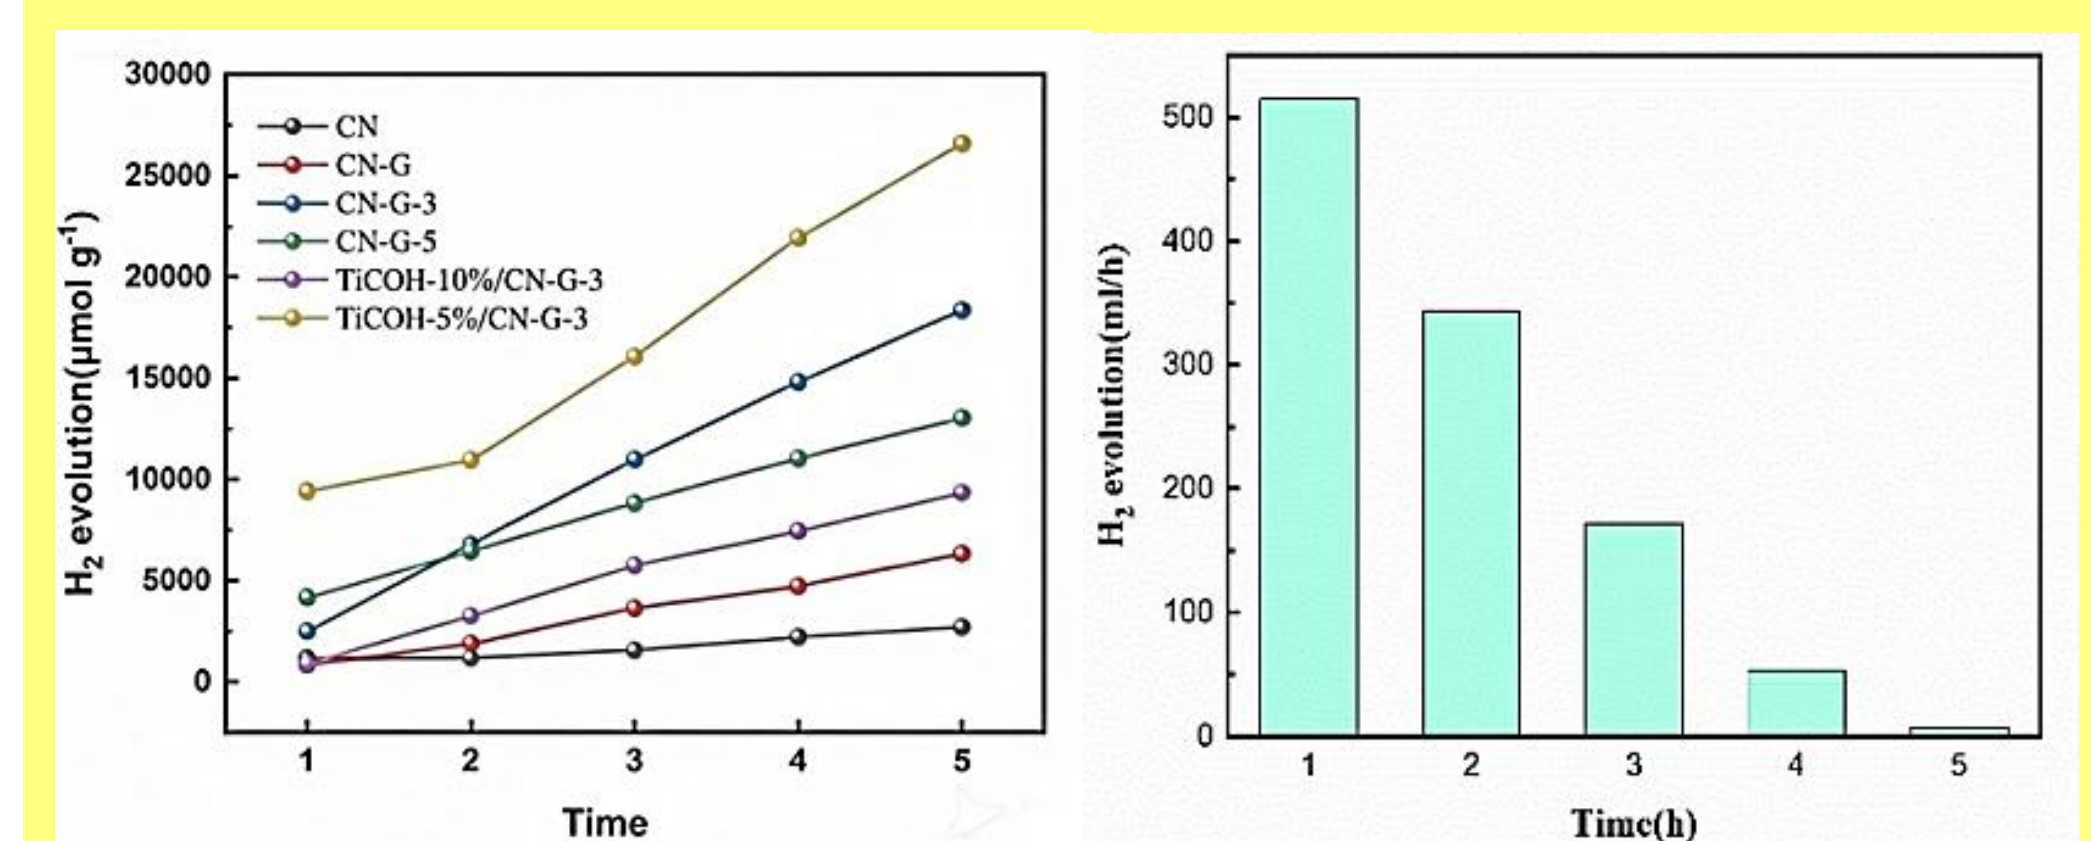 30000
25000
20000
15000
10000
5000
0
H₂ evolution(μmol g⁻¹)
CN
CN-G
CN-G-3
CN-G-5
TiCOH-10%/CN-G-3
TiCOH-5%/CN-G-3
1 2 3 4 5
Time
500
400
300
200
100
0
H₂ evolution(ml/h)
1 2 3 4 5
Timc(h)